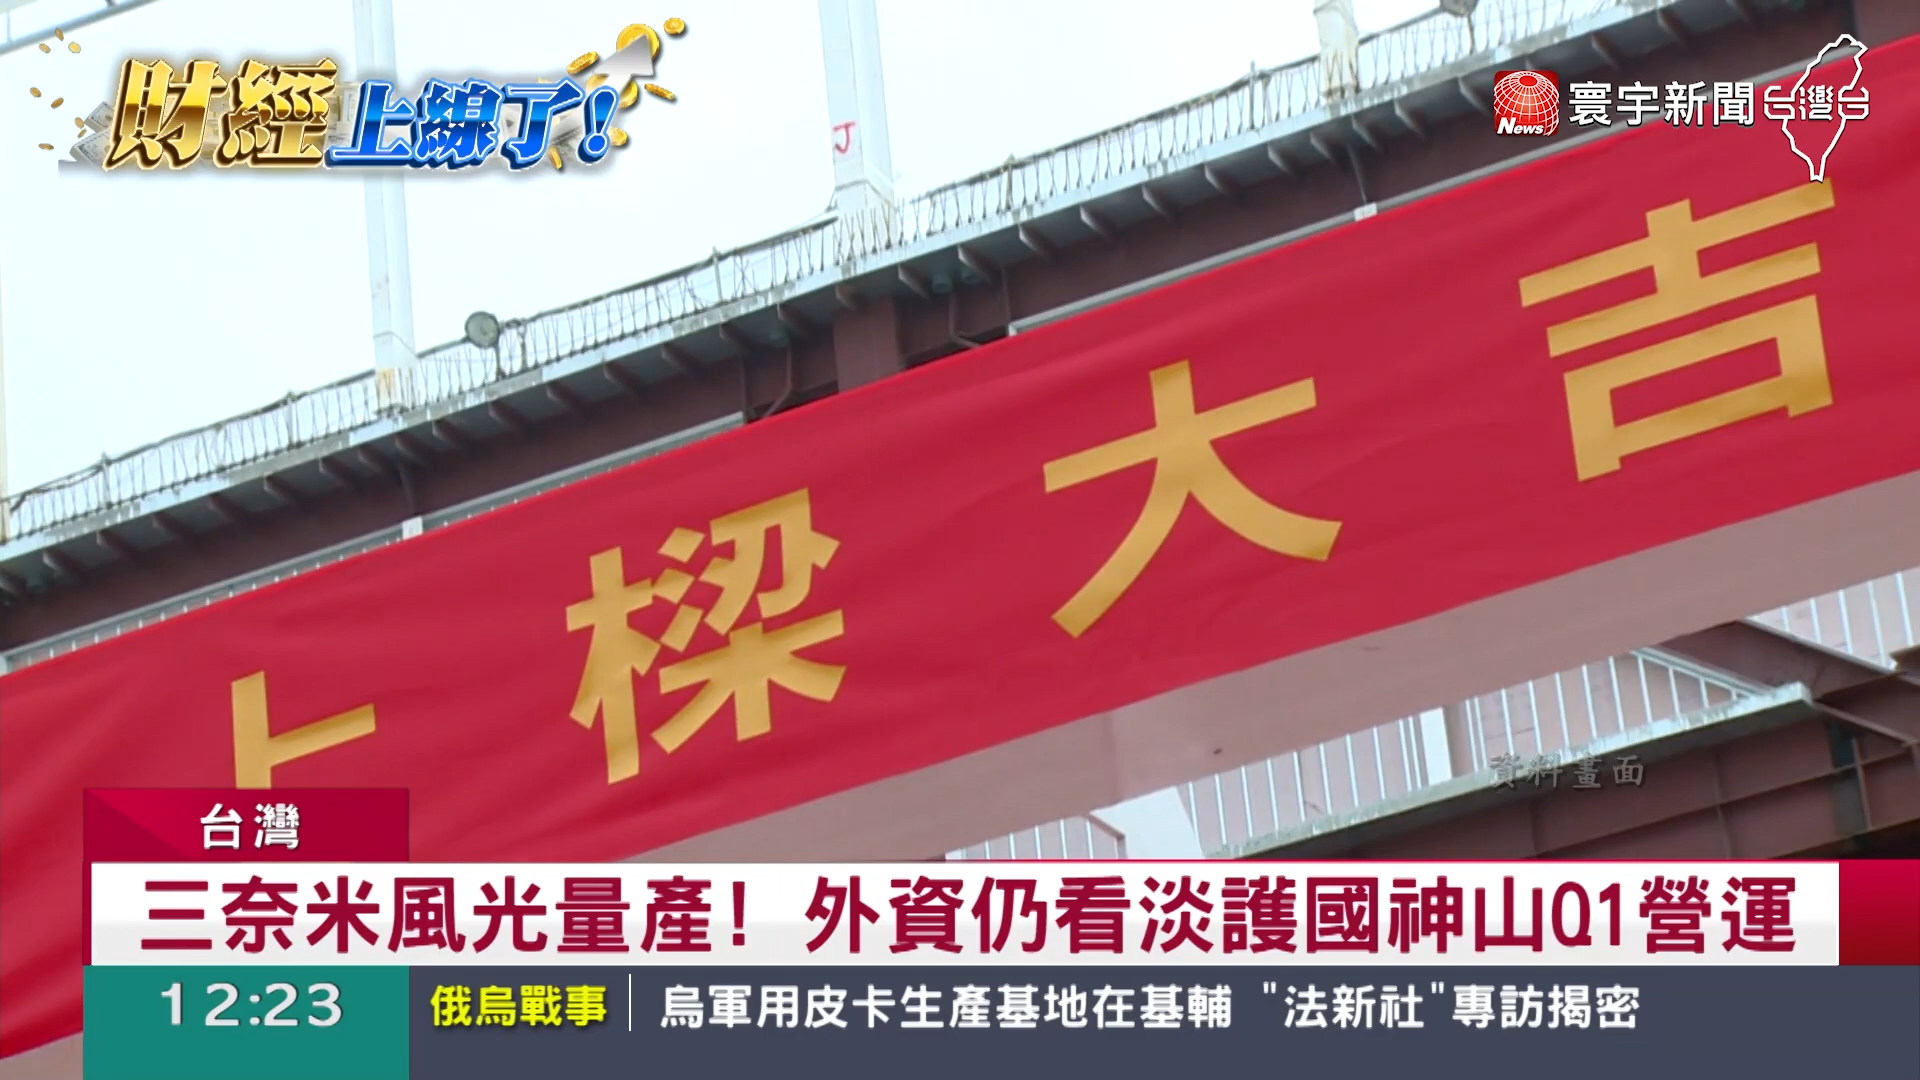 財經上線了!
News 寰宇新聞 台灣台
J
上樑大吉
資料畫面
台灣
三奈米風光量產! 外資仍看淡護國神山Q1營運
12:23
俄烏戰事
烏軍用皮卡生產基地在基輔 "法新社"專訪揭密